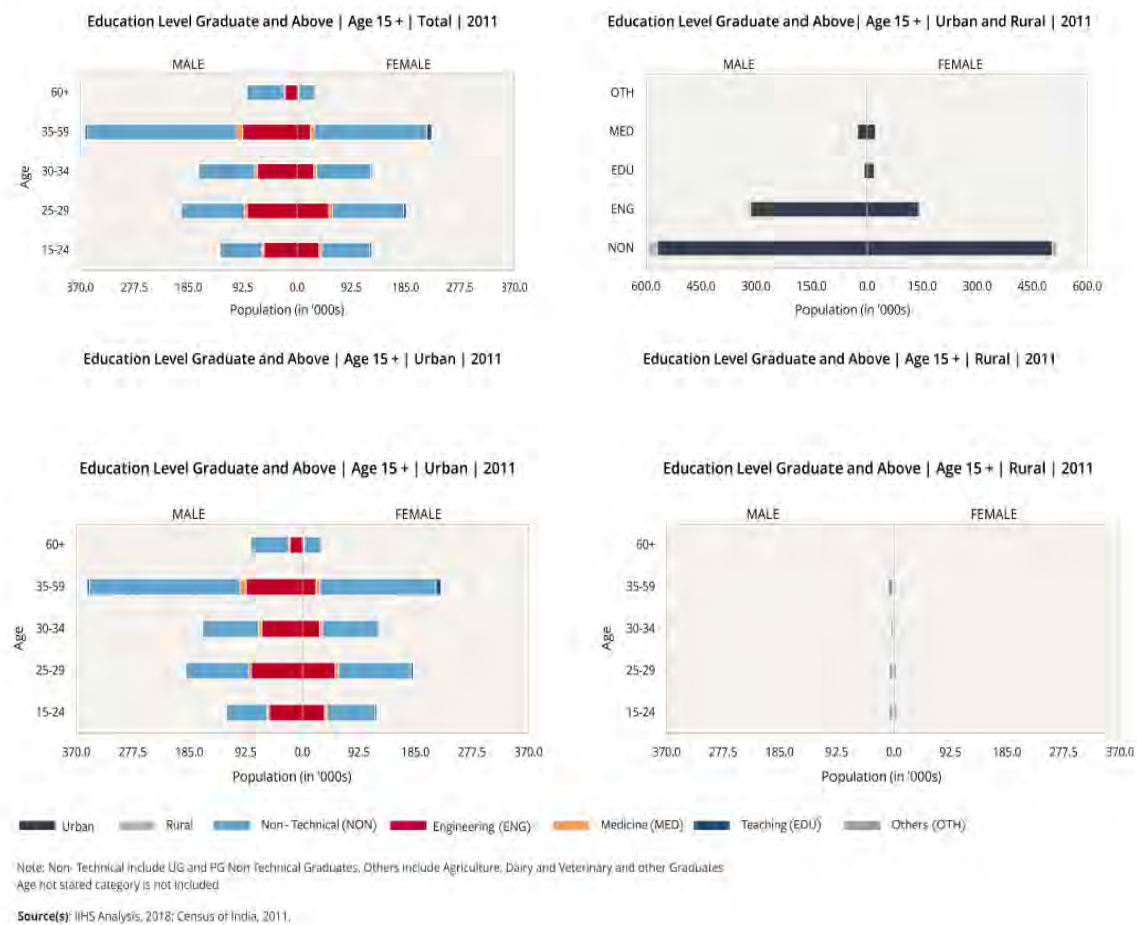 Education Level Graduate and Above | Age 15 + | Total | 2011
Education Level Graduate and Above| Age 15 + | Urban and Rural | 2011
MALE FEMALE
60+
35-59
30-34
25-29
15-24
Age
370.0 277.5 185.0 92.5 0.0 92.5 185.0 277.5 370.0
Population (in '000s)
MALE FEMALE
OTH
MED
EDU
ENG
NON
600.0 450.0 300.0 150.0 0.0 150.0 300.0 450.0 600.0
Population (in '000s)
Education Level Graduate and Above | Age 15 + | Urban | 2011
Education Level Graduate and Above | Age 15 + | Rural | 2011
Education Level Graduate and Above | Age 15 + | Urban | 2011
Education Level Graduate and Above | Age 15 + | Rural | 2011
MALE FEMALE
60+
35-59
30-34
25-29
15-24
Age
370.0 277.5 185.0 92.5 0.0 92.5 185.0 277.5 370.0
Population (in '000s)
MALE FEMALE
60+
35-59
30-34
25-29
15-24
Age
370.0 277.5 185.0 92.5 0.0 92.5 185.0 277.5 370.0
Population (in '000s)
Urban Rural Non- Technical (NON) Engineering (ENG) Medicine (MED) Teaching (EDU) Others (OTH)
Note: Non- Technical include UG and PG Non Technical Graduates, Others include Agriculture, Dairy and Veterinary and other Graduates
Age not stated category is not included
Source(s): IIHS Analysis, 2018; Census of India, 2011.